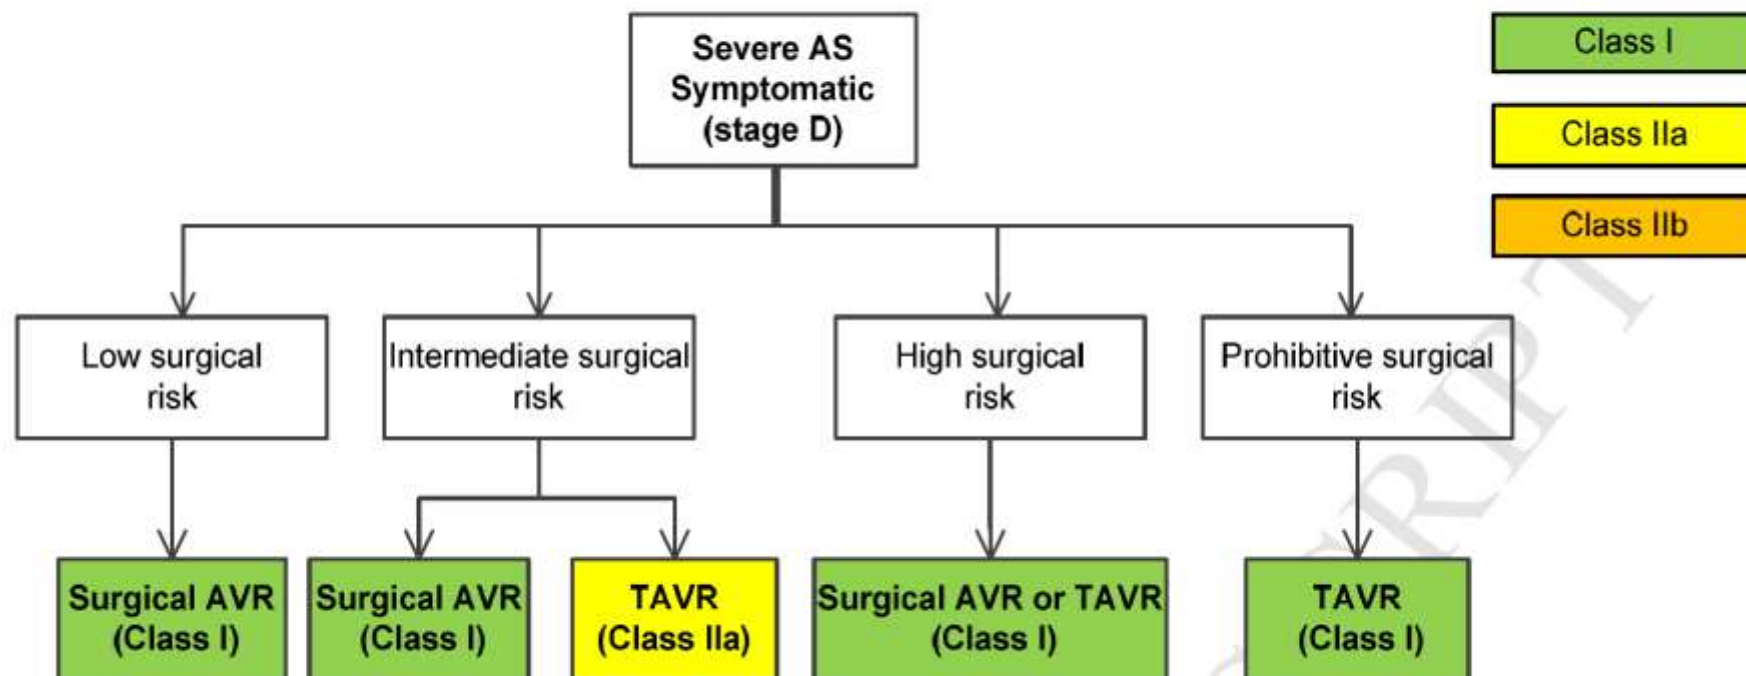 Severe AS
Symptomatic
(stage D)
Class I
Class IIa
Class IIb
Low surgical
risk
Intermediate surgical
risk
High surgical
risk
Prohibitive surgical
risk
Surgical AVR
(Class I)
Surgical AVR
(Class I)
TAVR
(Class IIa)
Surgical AVR or TAVR
(Class I)
TAVR
(Class I)
CRIPT